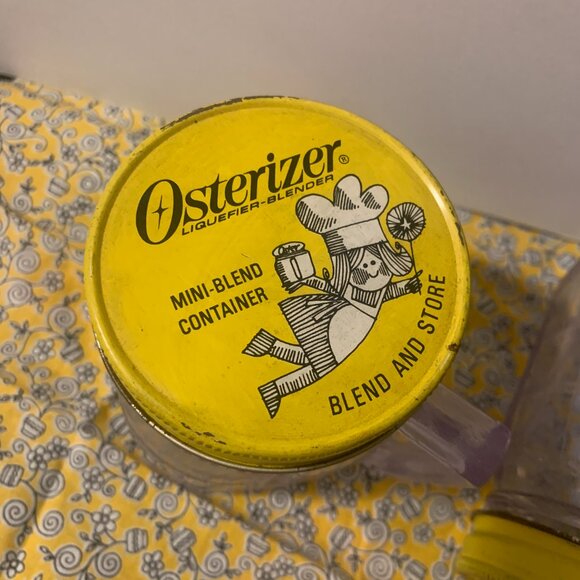 Osterizer®
LIQUEFIER-BLENDER
MINI-BLEND
CONTAINER
BLEND AND STORE